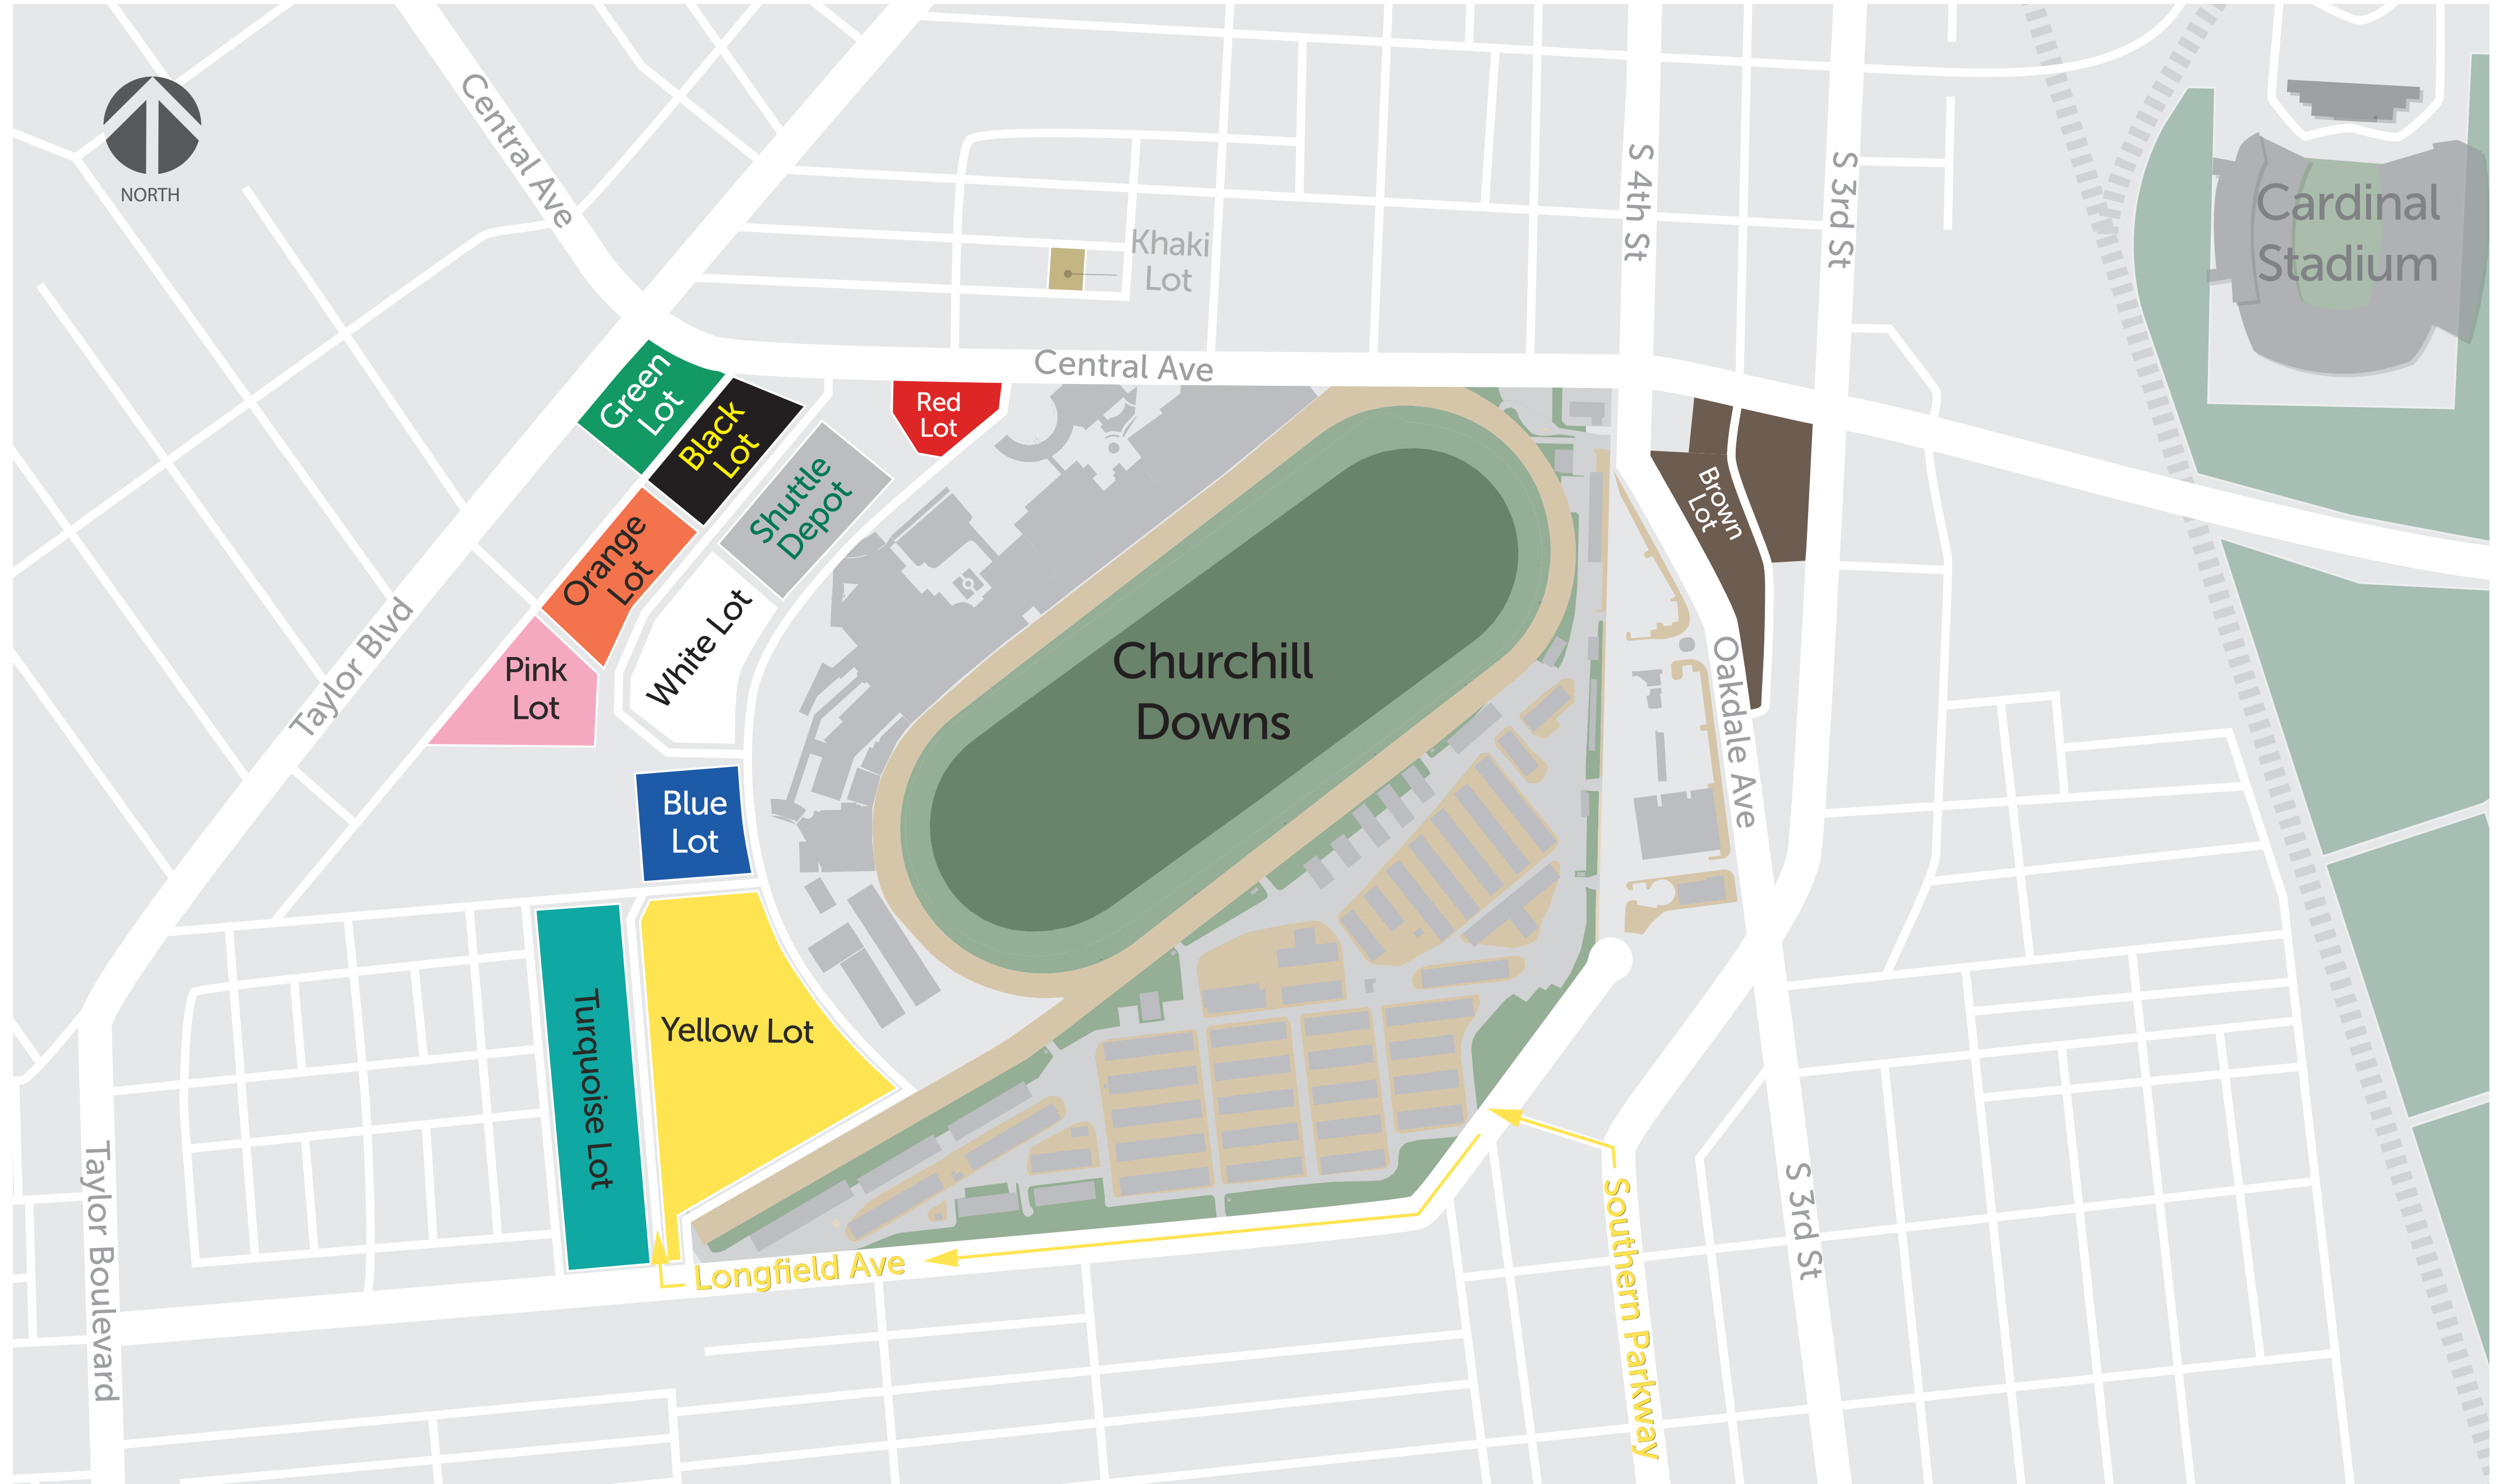 NORTH
Central Ave
S 4th St
S 3rd St
Cardinal
Stadium
Khaki
Lot
Central Ave
Green
Lot
Black
Lot
Red
Lot
Shuttle
Depot
Brown
Lot
Orange
Lot
White Lot
Pink
Lot
Taylor Blvd
Churchill
Downs
Oakdale Ave
Blue
Lot
Turquoise Lot
Yellow Lot
Taylor Boulevard
Longfield Ave
Southern Parkway
S 3rd St